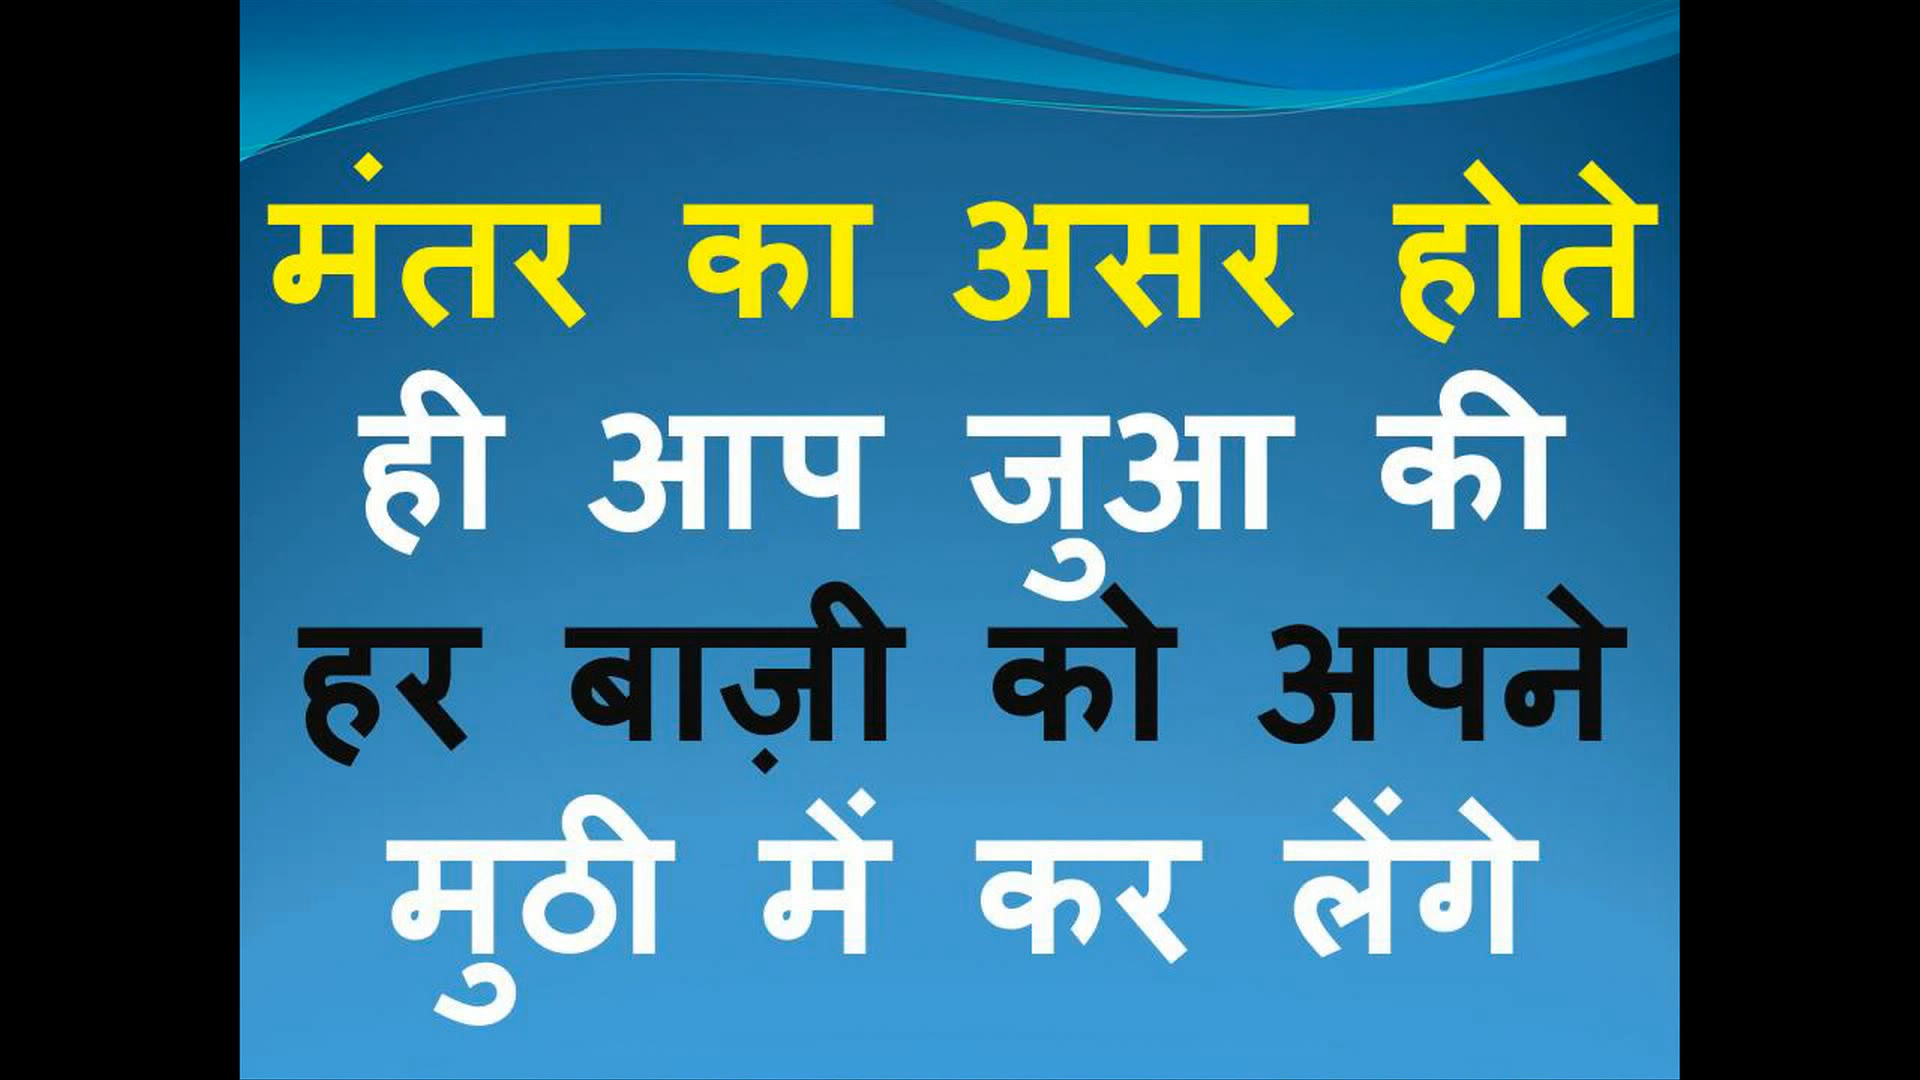 मंतर का असर होते
ही आप जुआ की
हर बाज़ी को अपने
मुठी में कर लेंगे